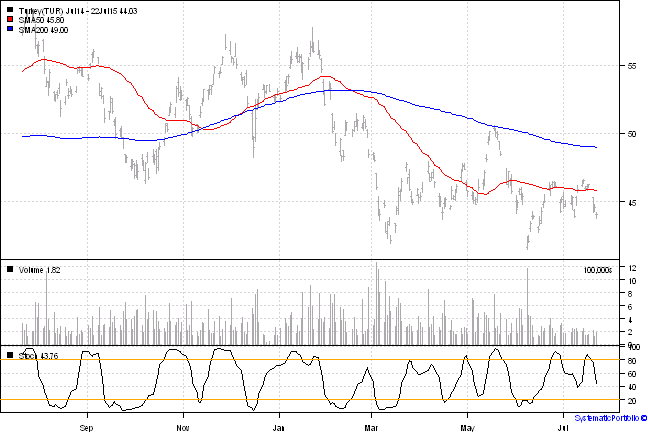 Turkey(TUR) Jul14 - 22Jul15 44.03
SMA50 45.80
SMA200 49.00
55
50
45
Volume 1.82
100,000s
12
10
8
6
4
2
0
Stoch 43.76
100
80
60
40
20
Sep
Nov
Jan
Mar
May
Jul
SystematicPortfolio ©